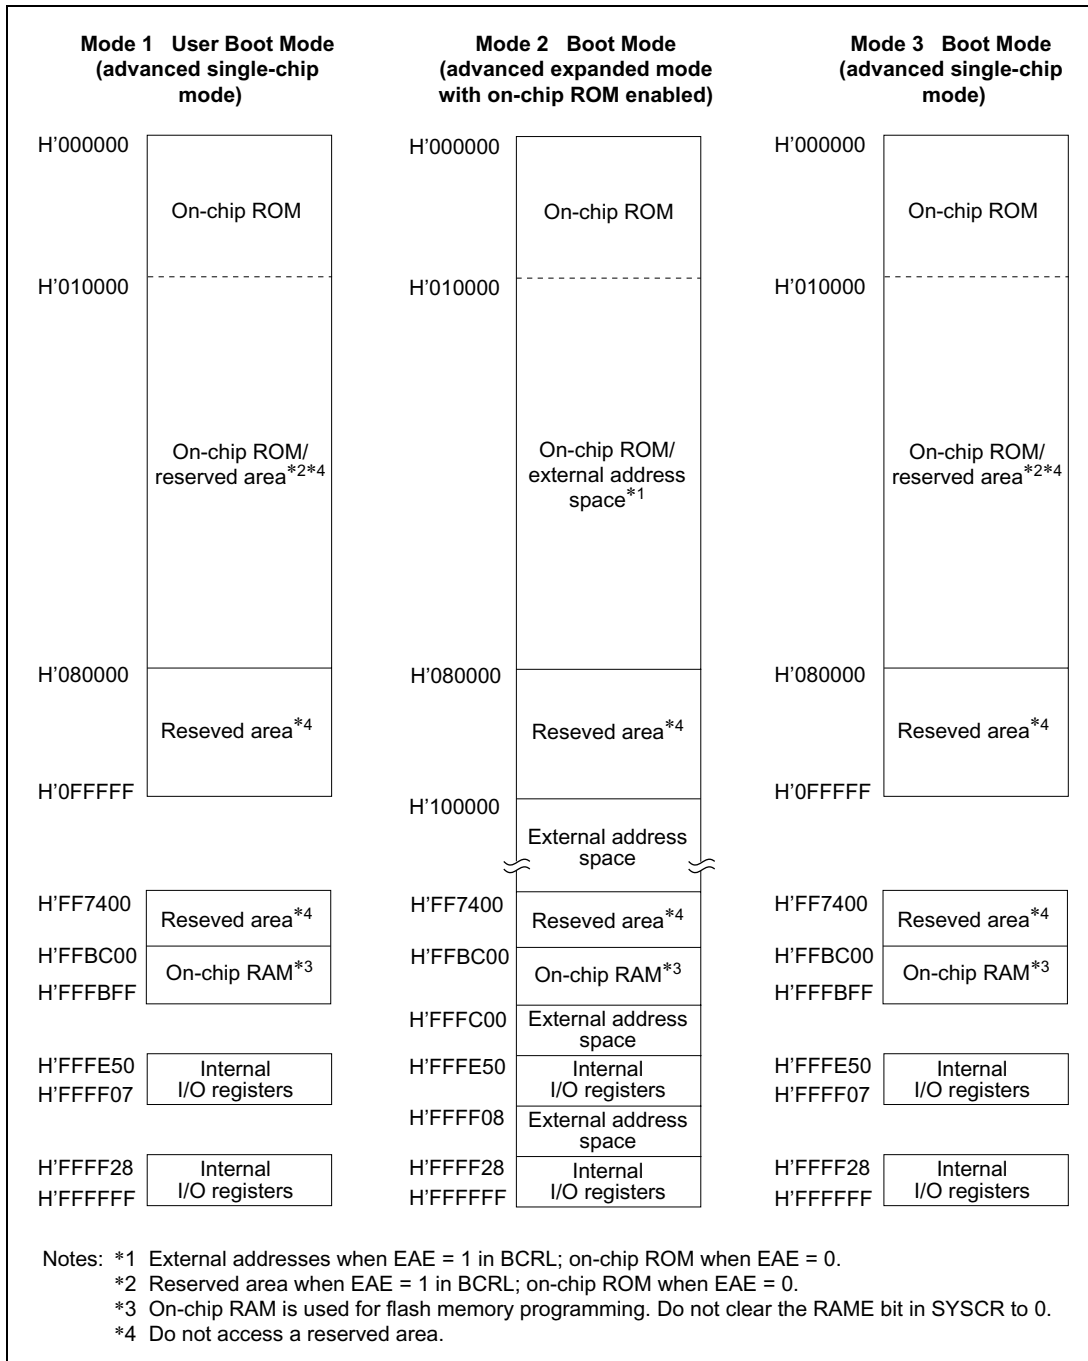 Mode 1 User Boot Mode
(advanced single-chip
mode)
H'000000
On-chip ROM
H'010000
On-chip ROM/
reserved area*2*4
H'080000
Reseved area*4
H'0FFFFF
H'FF7400
Reseved area*4
H'FFBC00
On-chip RAM*3
H'FFFBFF
H'FFFE50
Internal
I/O registers
H'FFFF07
H'FFFF28
Internal
I/O registers
H'FFFFFF
Mode 2 Boot Mode
(advanced expanded mode
with on-chip ROM enabled)
H'000000
On-chip ROM
H'010000
On-chip ROM/
external address
space*1
H'080000
Reseved area*4
H'100000
External address
space
H'FF7400
Reseved area*4
H'FFBC00
On-chip RAM*3
H'FFFC00
External address
space
H'FFFE50
Internal
I/O registers
H'FFFF08
External address
space
H'FFFF28
Internal
I/O registers
H'FFFFFF
Mode 3 Boot Mode
(advanced single-chip
mode)
H'000000
On-chip ROM
H'010000
On-chip ROM/
reserved area*2*4
H'080000
Reseved area*4
H'0FFFFF
H'FF7400
Reseved area*4
H'FFBC00
On-chip RAM*3
H'FFFBFF
H'FFFE50
Internal
I/O registers
H'FFFF07
H'FFFF28
Internal
I/O registers
H'FFFFFF
Notes: *1 External addresses when EAE = 1 in BCRL; on-chip ROM when EAE = 0.
*2 Reserved area when EAE = 1 in BCRL; on-chip ROM when EAE = 0.
*3 On-chip RAM is used for flash memory programming. Do not clear the RAME bit in SYSCR to 0.
*4 Do not access a reserved area.